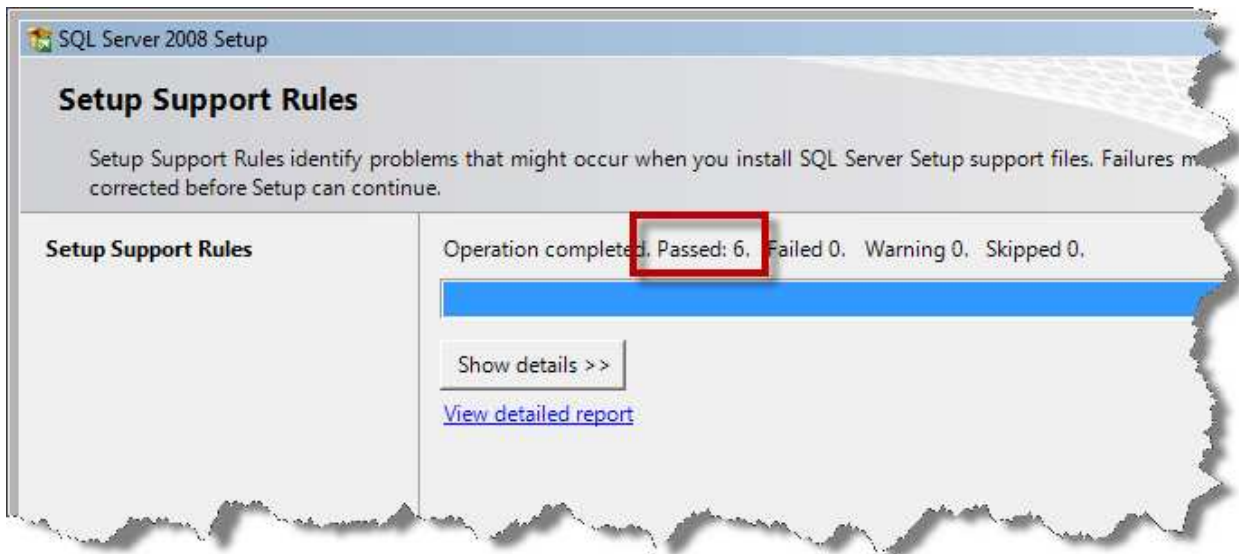 SQL Server 2008 Setup
Setup Support Rules
Setup Support Rules identify problems that might occur when you install SQL Server Setup support files. Failures
corrected before Setup can continue.
Setup Support Rules
Operation completed. Passed: 6. Failed 0. Warning 0. Skipped 0.
Show details >>
View detailed report